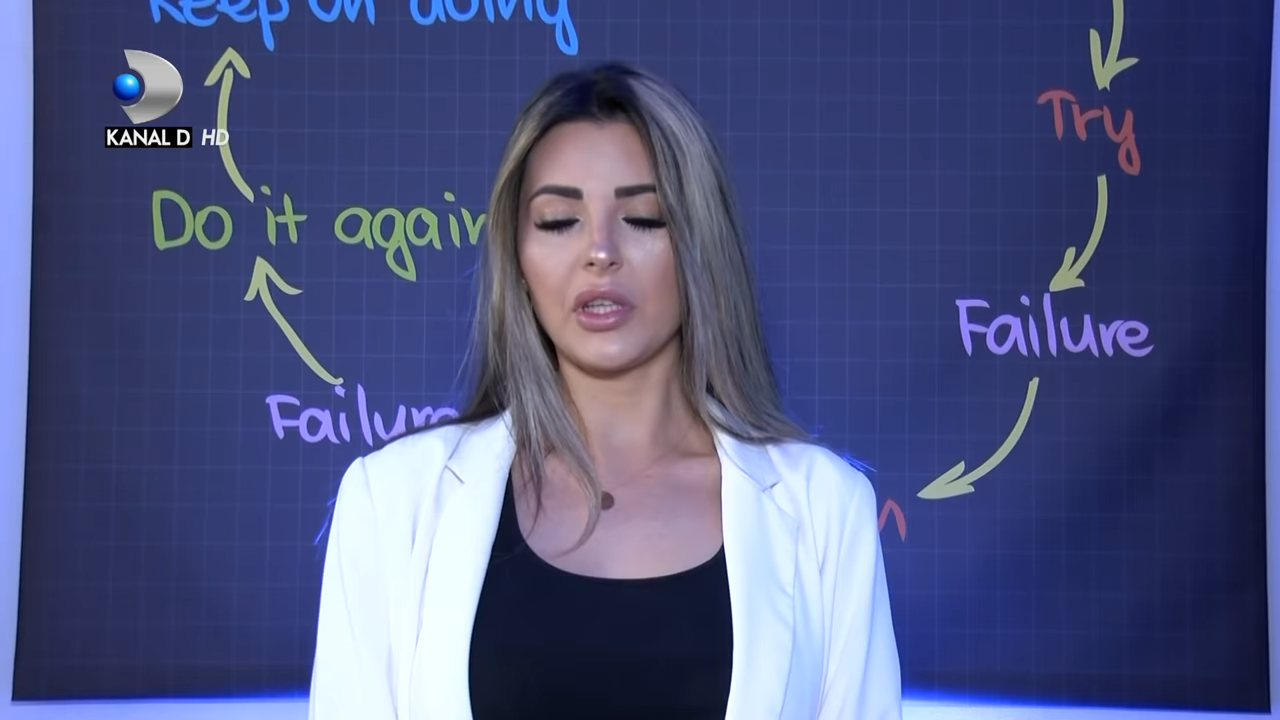 Keep on doing
KANAL D HD
Try
Do it again
Failure
Failure